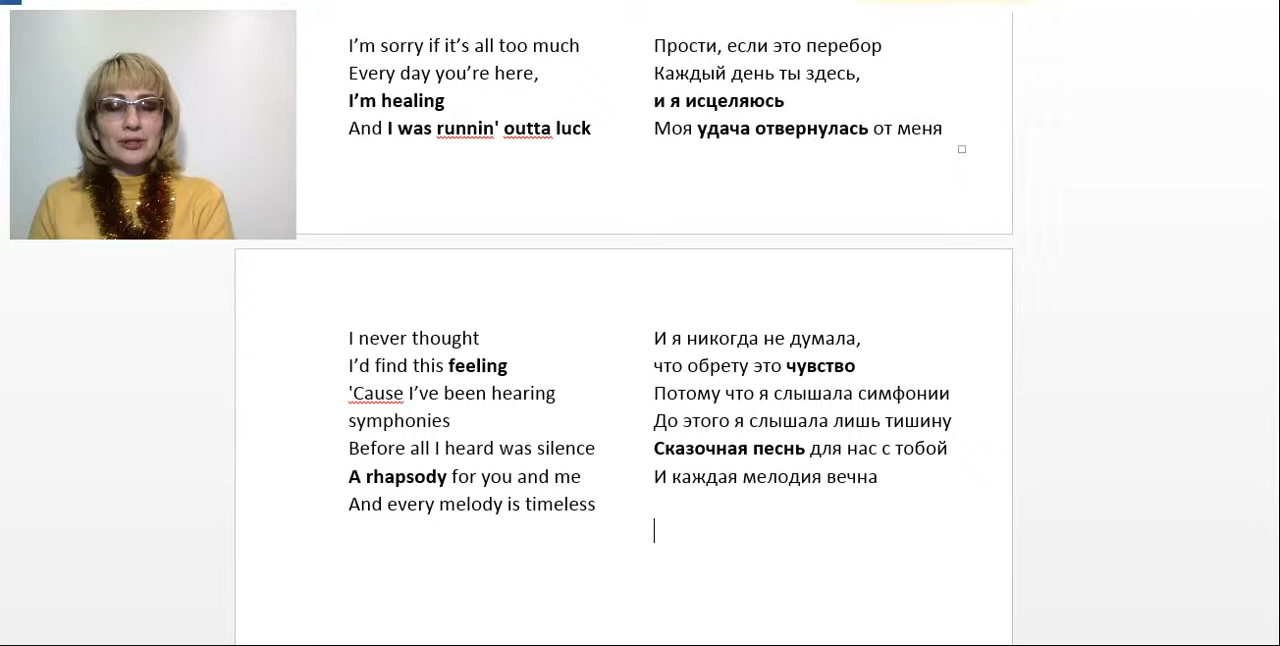 I’m sorry if it’s all too much
Every day you’re here,
I’m healing
And I was runnin' outta luck
Прости, если это перебор
Каждый день ты здесь,
и я исцеляюсь
Моя удача отвернулась от меня
I never thought
I’d find this feeling
'Cause I’ve been hearing
symphonies
Before all I heard was silence
A rhapsody for you and me
And every melody is timeless
И я никогда не думала,
что обрету это чувство
Потому что я слышала симфонии
До этого я слышала лишь тишину
Сказочная песнь для нас с тобой
И каждая мелодия вечна